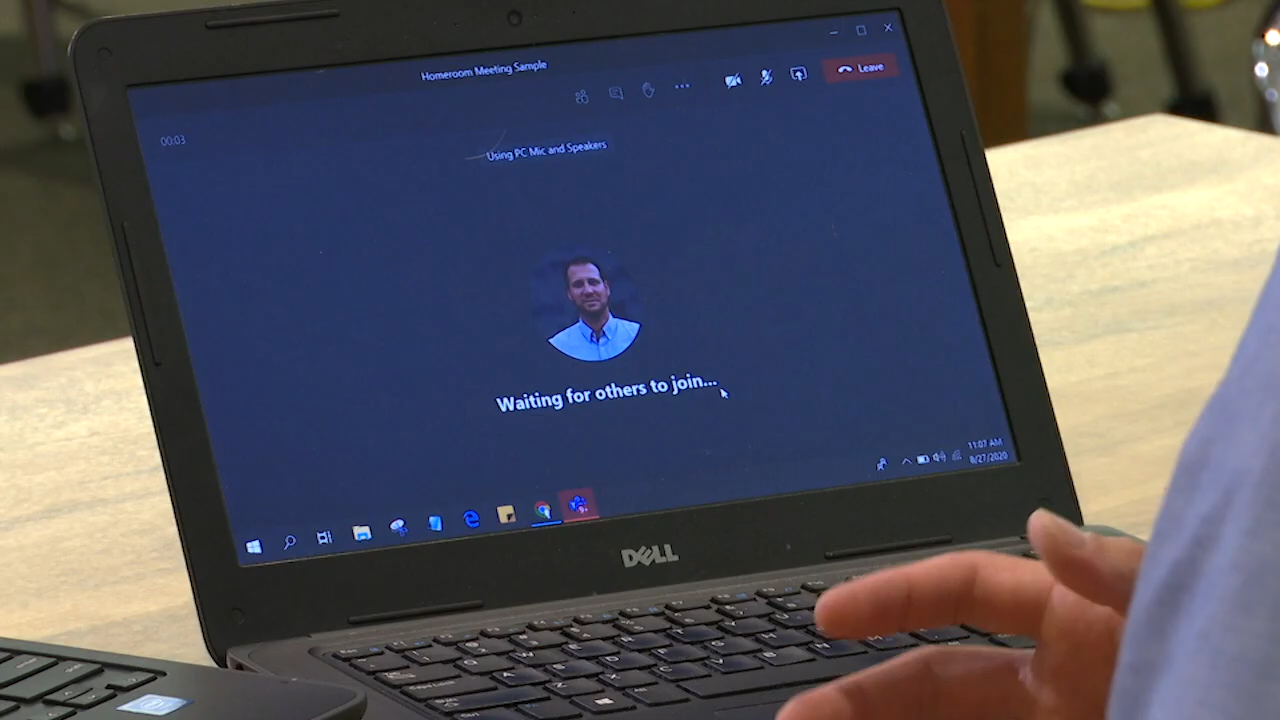 Homeroom Meeting Sample
Leave
00:03
Using PC Mic and Speakers
Waiting for others to join...
11:07 AM
8/27/2020
DELL